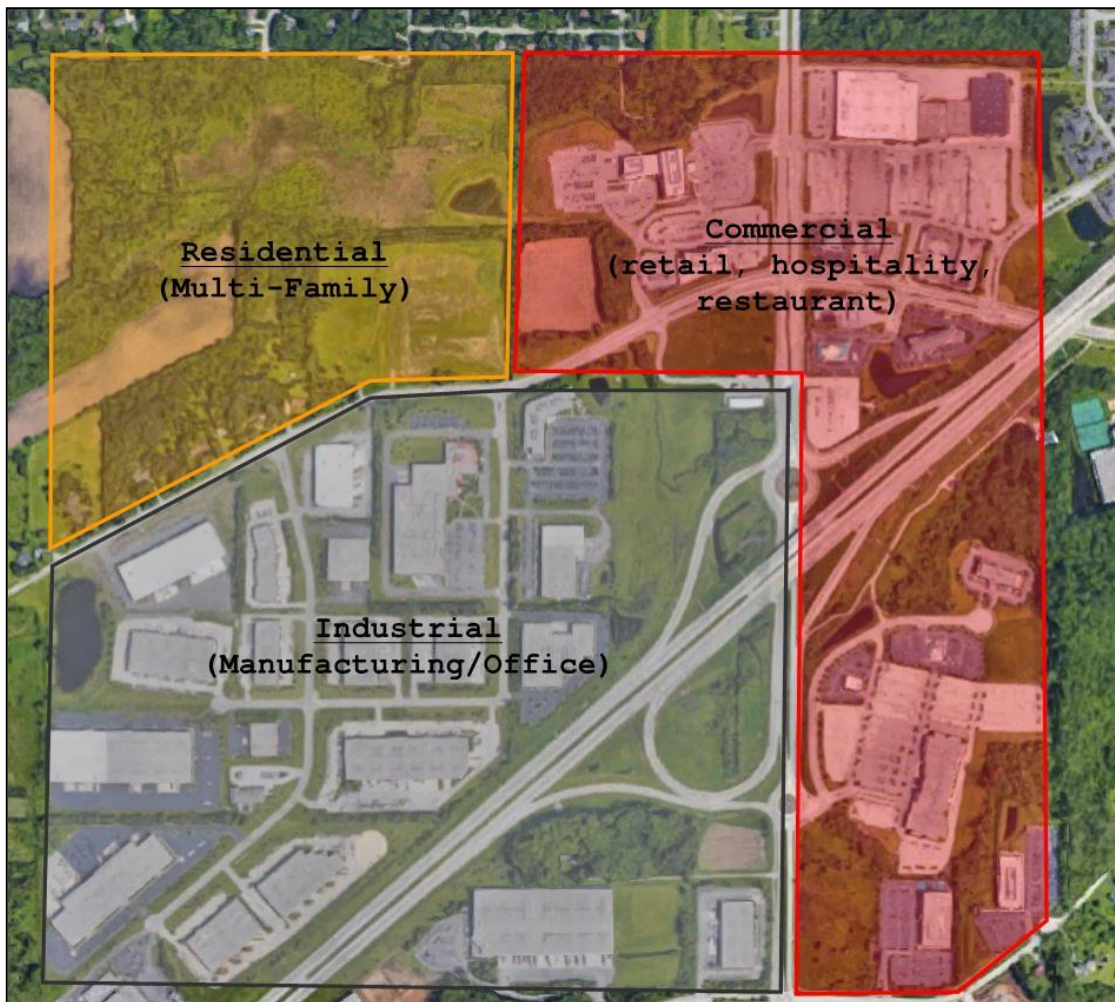 Residential
(Multi-Family)
Commercial
(retail, hospitality,
restaurant)
Industrial
(Manufacturing/Office)